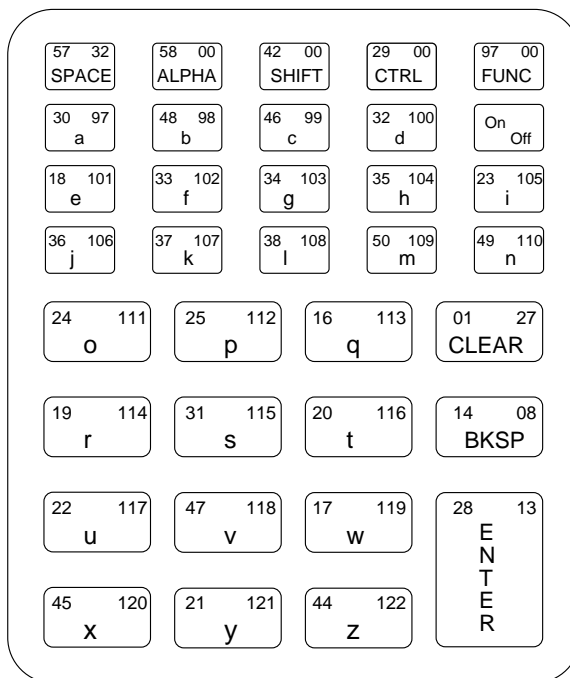 57 32 58 00 42 00 29 00 97 00
SPACE ALPHA SHIFT CTRL FUNC
30 97 48 98 46 99 32 100 On
a b c d Off
18 101 33 102 34 103 35 104 23 105
e f g h i
36 106 37 107 38 108 50 109 49 110
j k l m n
24 111 25 112 16 113 01 27
o p q CLEAR
19 114 31 115 20 116 14 08
r s t BKSP
22 117 47 118 17 119 28 13
u v w E
N
T
45 120 21 121 44 122 E
x y z R